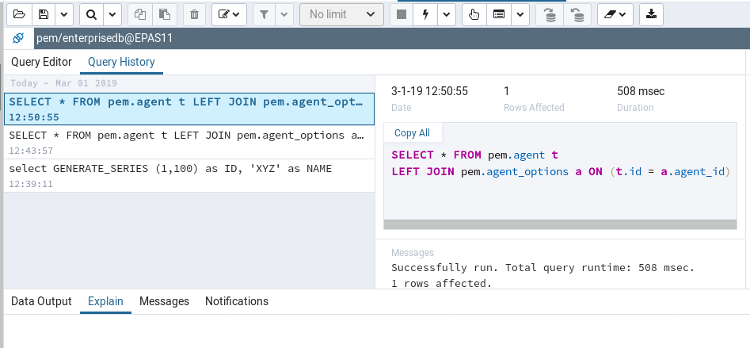 No limit
pem/enterprisedb@EPAS11
Query Editor Query History
Today - Mar 01 2019
SELECT * FROM pem.agent t LEFT JOIN pem.agent_opt…
12:50:55
SELECT * FROM pem.agent t LEFT JOIN pem.agent_options a…
12:43:57
select GENERATE_SERIES (1,100) as ID, 'XYZ' as NAME
12:39:11
3-1-19 12:50:55 1 508 msec
Date Rows Affected Duration
Copy All
SELECT * FROM pem.agent t
LEFT JOIN pem.agent_options a ON (t.id = a.agent_id)
Messages
Successfully run. Total query runtime: 508 msec.
1 rows affected.
Data Output Explain Messages Notifications